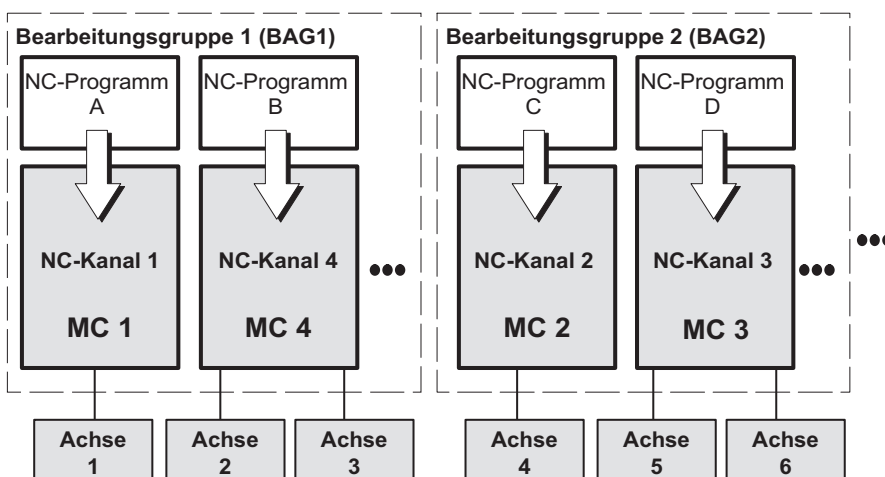 Bearbeitungsgruppe 1 (BAG1)
NC-Programm
A
NC-Programm
B
NC-Kanal 1
MC 1
NC-Kanal 4
MC 4
Bearbeitungsgruppe 2 (BAG2)
NC-Programm
C
NC-Programm
D
NC-Kanal 2
MC 2
NC-Kanal 3
MC 3
Achse
1
Achse
2
Achse
3
Achse
4
Achse
5
Achse
6